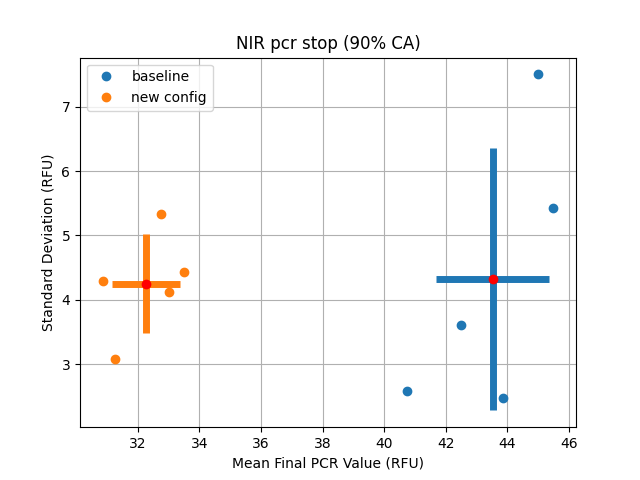 NIR pcr stop (90% CA)
baseline
new config
7
6
5
4
3
Standard Deviation (RFU)
32 34 36 38 40 42 44 46
Mean Final PCR Value (RFU)